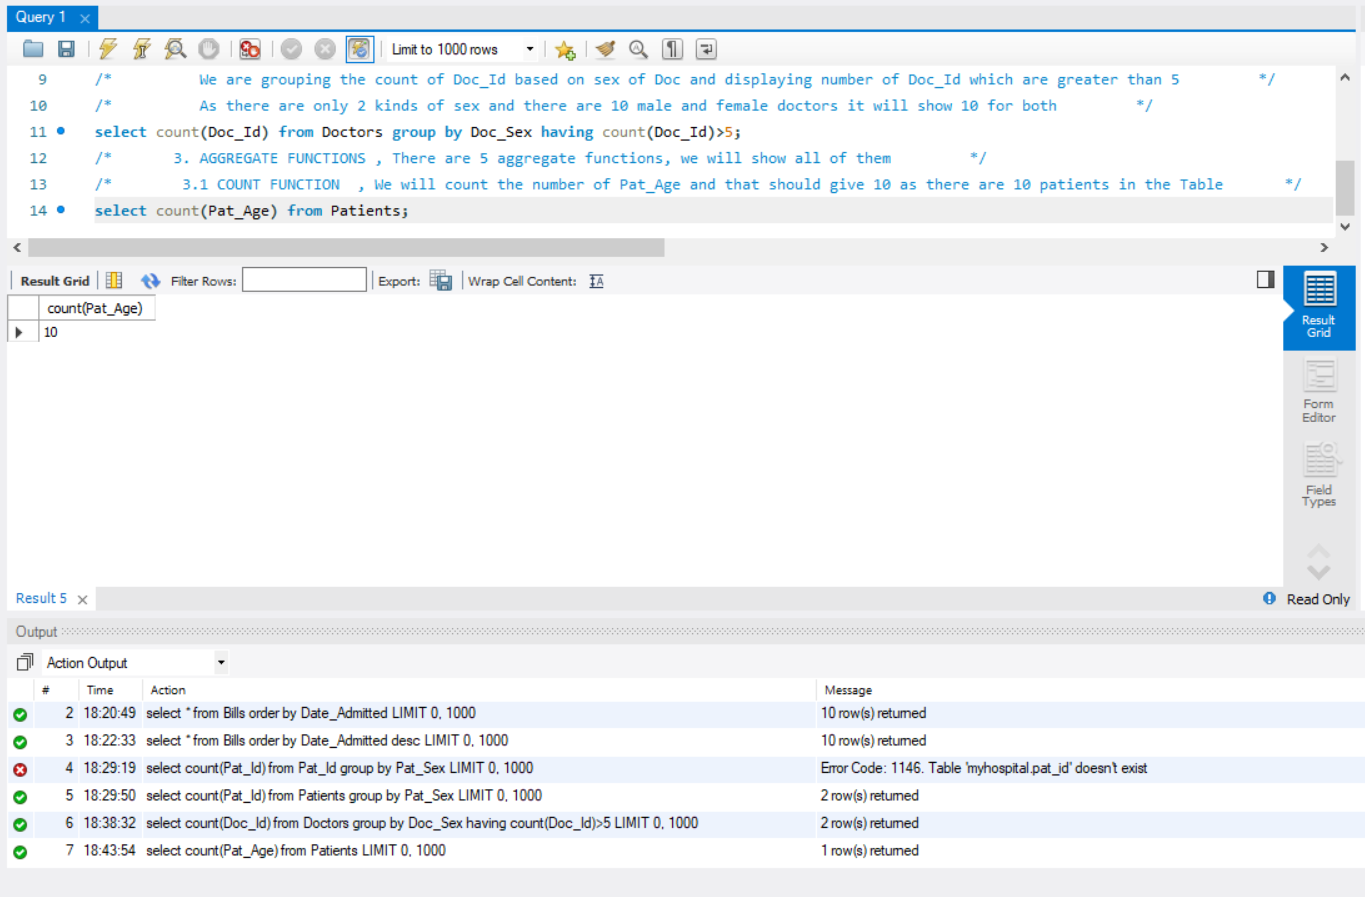 Query 1
Limit to 1000 rows
9 /* We are grouping the count of Doc_Id based on sex of Doc and displaying number of Doc_Id which are greater than 5 */
10 /* As there are only 2 kinds of sex and there are 10 male and female doctors it will show 10 for both */
11 select count(Doc_Id) from Doctors group by Doc_Sex having count(Doc_Id)>5;
12 /* 3. AGGREGATE FUNCTIONS , There are 5 aggregate functions, we will show all of them */
13 /* 3.1 COUNT FUNCTION , We will count the number of Pat_Age and that should give 10 as there are 10 patients in the Table */
14 select count(Pat_Age) from Patients;
Result Grid Filter Rows: Export: Wrap Cell Content:
count(Pat_Age)
10
Result
Grid
Form
Editor
Field
Types
Result 5 Read Only
Output
Action Output
# Time Action Message
2 18:20:49 select * from Bills order by Date_Admitted LIMIT 0, 1000 10 row(s) returned
3 18:22:33 select * from Bills order by Date_Admitted desc LIMIT 0, 1000 10 row(s) returned
4 18:29:19 select count(Pat_Id) from Pat_Id group by Pat_Sex LIMIT 0, 1000 Error Code: 1146. Table 'myhospital.pat_id' doesn't exist
5 18:29:50 select count(Pat_Id) from Patients group by Pat_Sex LIMIT 0, 1000 2 row(s) returned
6 18:38:32 select count(Doc_Id) from Doctors group by Doc_Sex having count(Doc_Id)>5 LIMIT 0, 1000 2 row(s) returned
7 18:43:54 select count(Pat_Age) from Patients LIMIT 0, 1000 1 row(s) returned